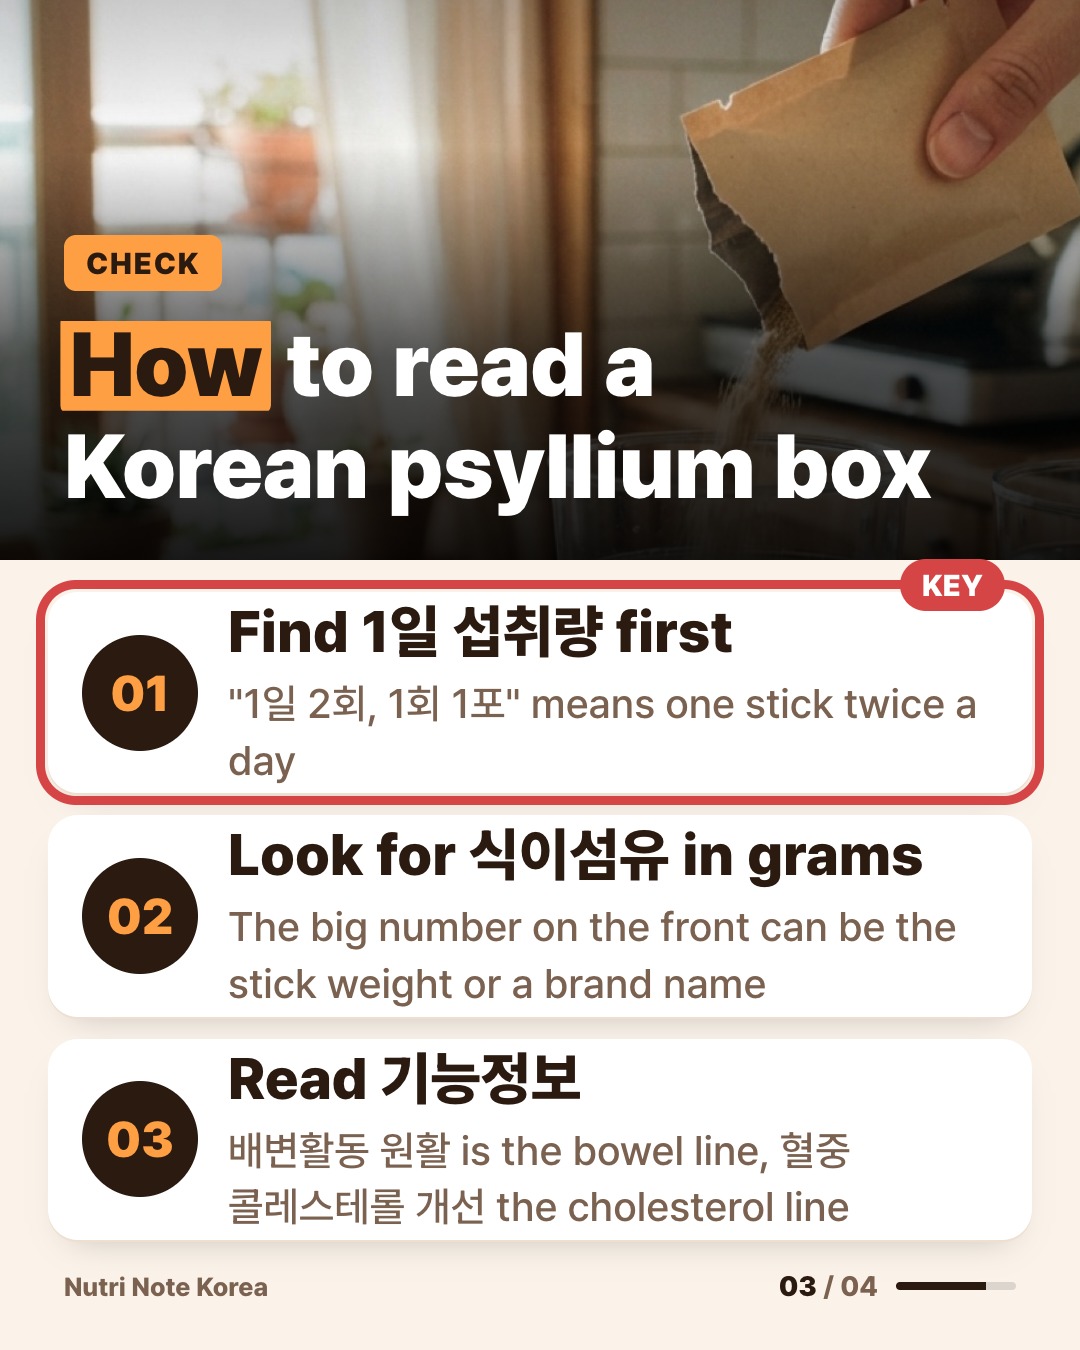 CHECK
How to read a
Korean psyllium box
KEY
01
Find 1일 섭취량 first
"1일 2회, 1회 1포" means one stick twice a
day
02
Look for 식이섬유 in grams
The big number on the front can be the
stick weight or a brand name
03
Read 기능정보
배변활동 원활 is the bowel line, 혈중
콜레스테롤 개선 the cholesterol line
Nutri Note Korea
03 / 04